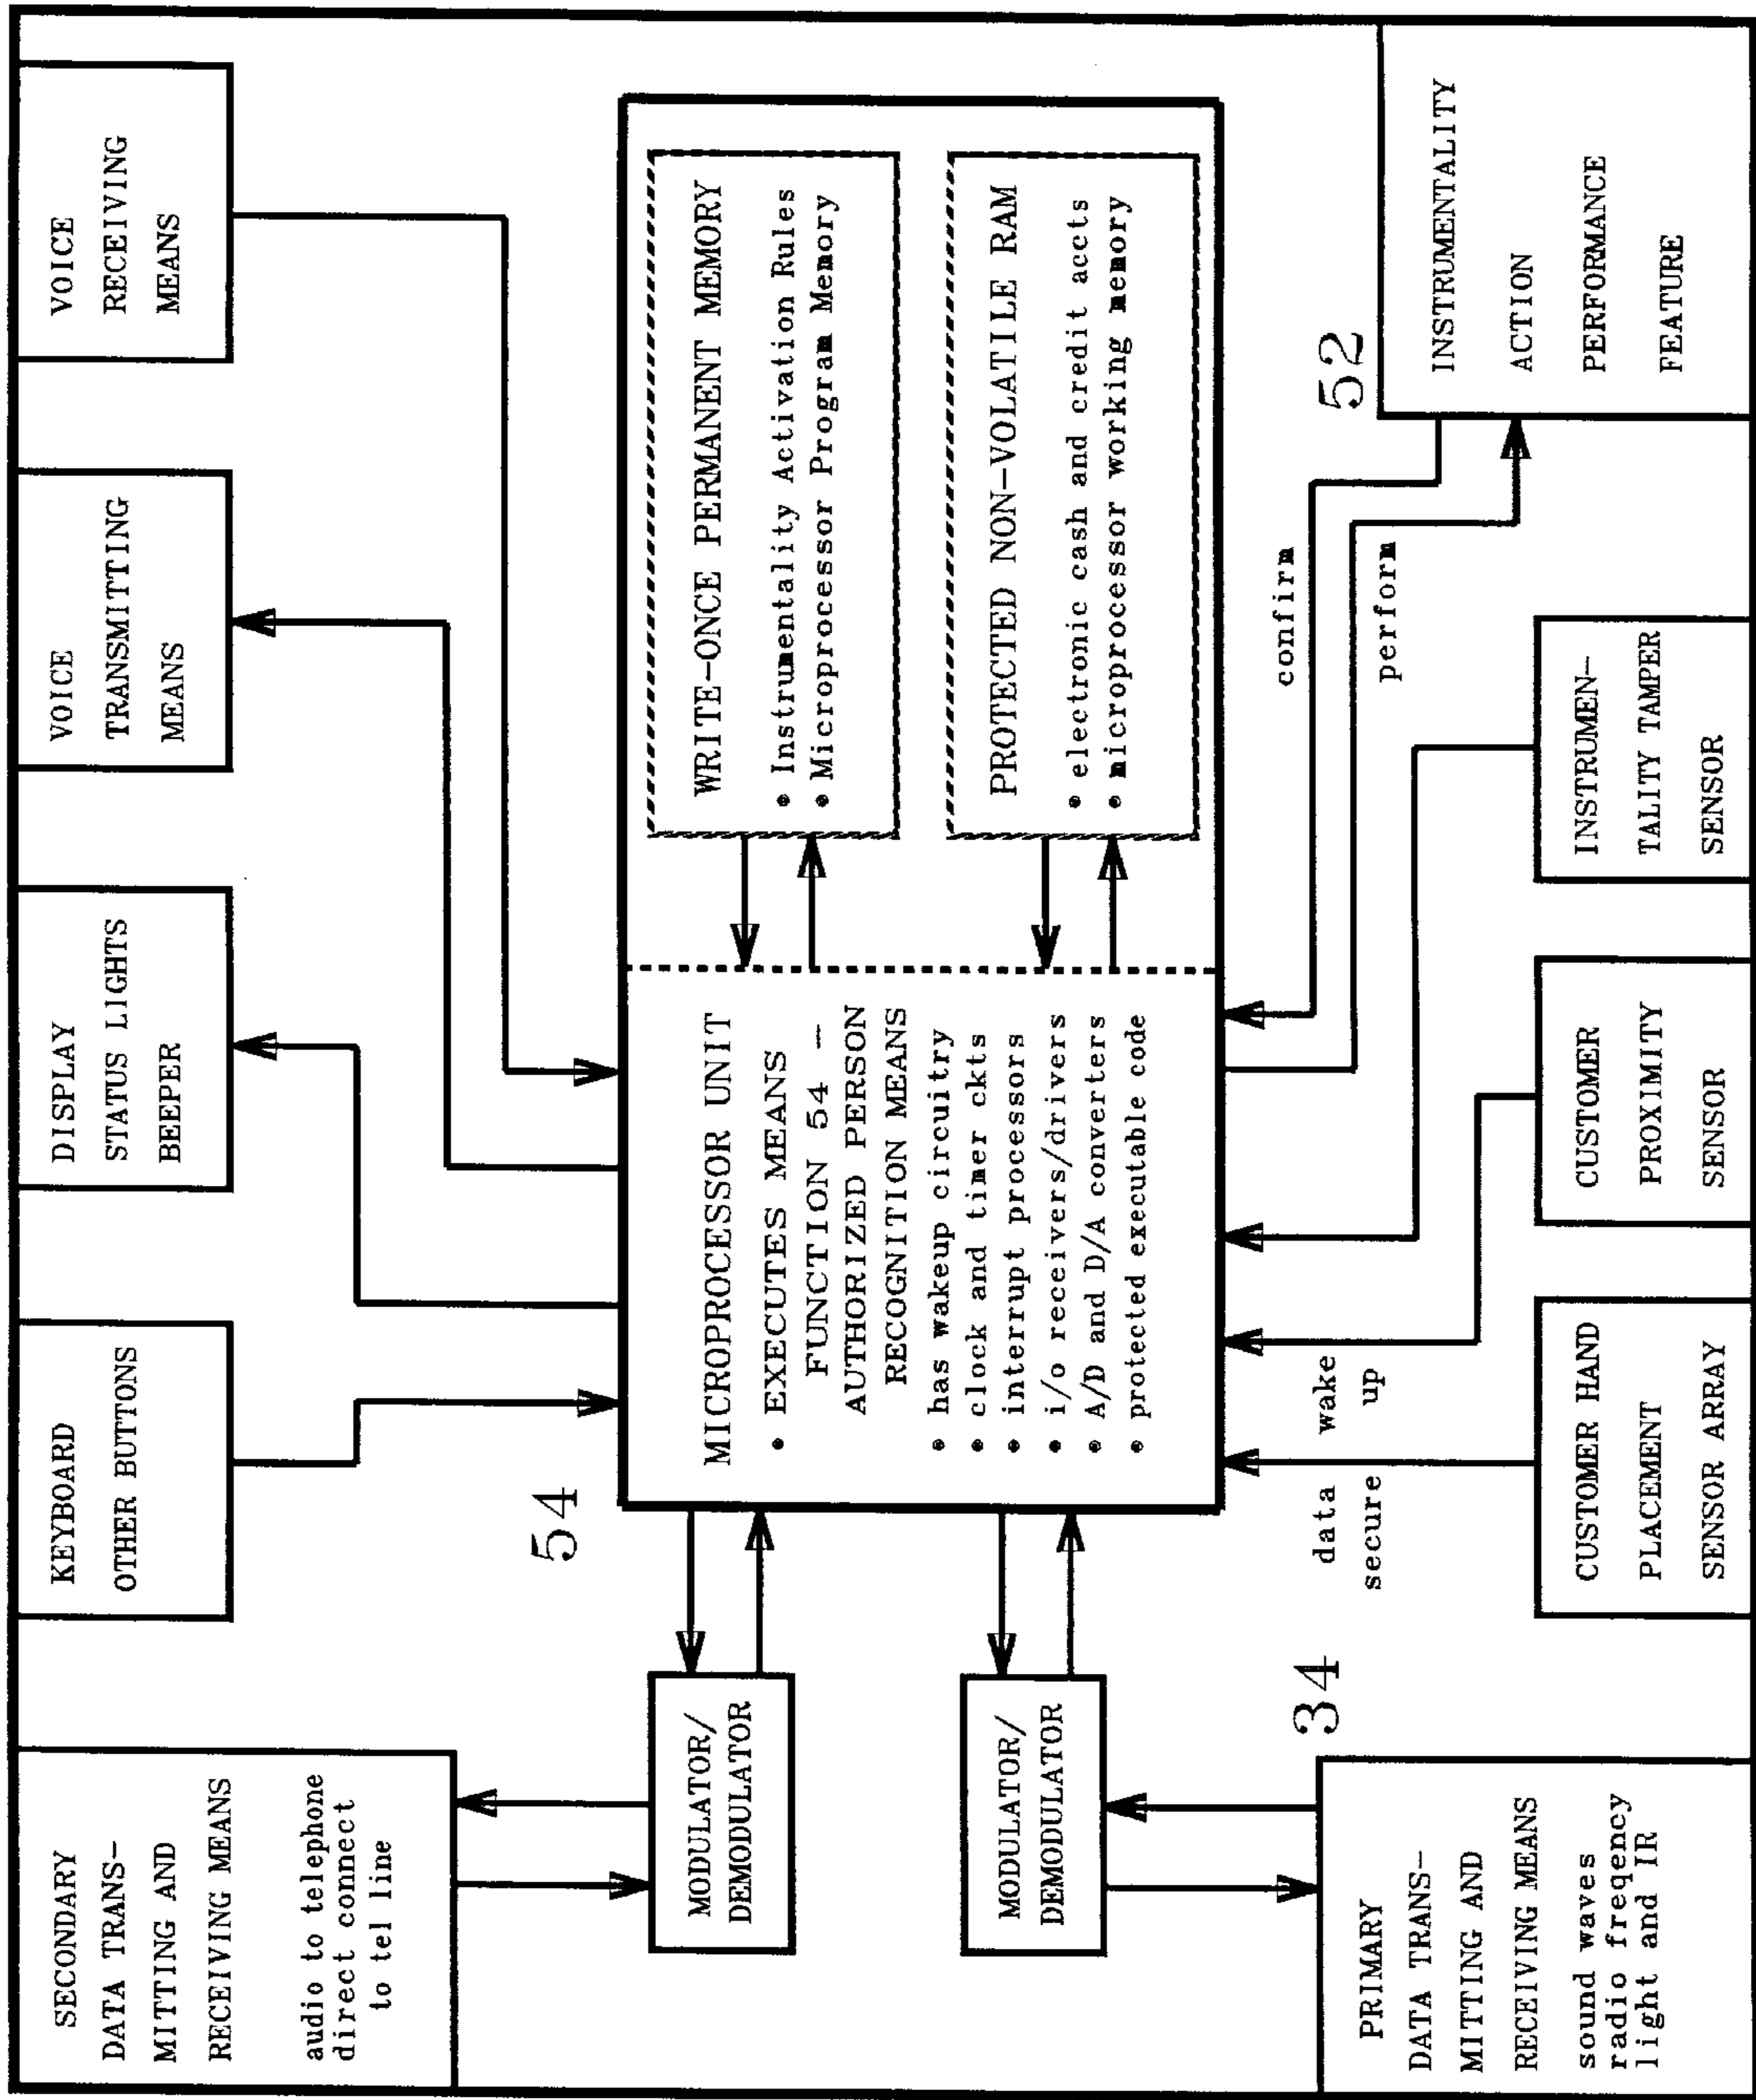 SECONDARY
DATA TRANS-
MITTING AND
RECEIVING MEANS
audio to telephone
direct connect
to tel line
KEYBOARD
OTHER BUTTONS
DISPLAY
STATUS LIGHTS
BEEPER
VOICE
TRANSMITTING
MEANS
VOICE
RECEIVING
MEANS
54
MODULATOR/
DEMODULATOR
MODULATOR/
DEMODULATOR
MICROPROCESSOR UNIT
• EXECUTES MEANS
FUNCTION 54 -
AUTHORIZED PERSON
RECOGNITION MEANS
• has wakeup circuitry
• clock and timer ckts
• interrupt processors
• i/o receivers/drivers
• A/D and D/A converters
• protected executable code
WRITE-ONCE PERMANENT MEMORY
• Instrumentality Activation Rules
• Microprocessor Program Memory
PROTECTED NON-VOLATILE RAM
• electronic cash and credit accts
• microprocessor working memory
34
data
secure
wake
up
confirm
perform
52
PRIMARY
DATA TRANS-
MITTING AND
RECEIVING MEANS
sound waves
radio freqency
light and IR
CUSTOMER HAND
PLACEMENT
SENSOR ARRAY
CUSTOMER
PROXIMITY
SENSOR
INSTRUMEN-
TALITY TAMPER
SENSOR
INSTRUMENTALITY
ACTION
PERFORMANCE
FEATURE